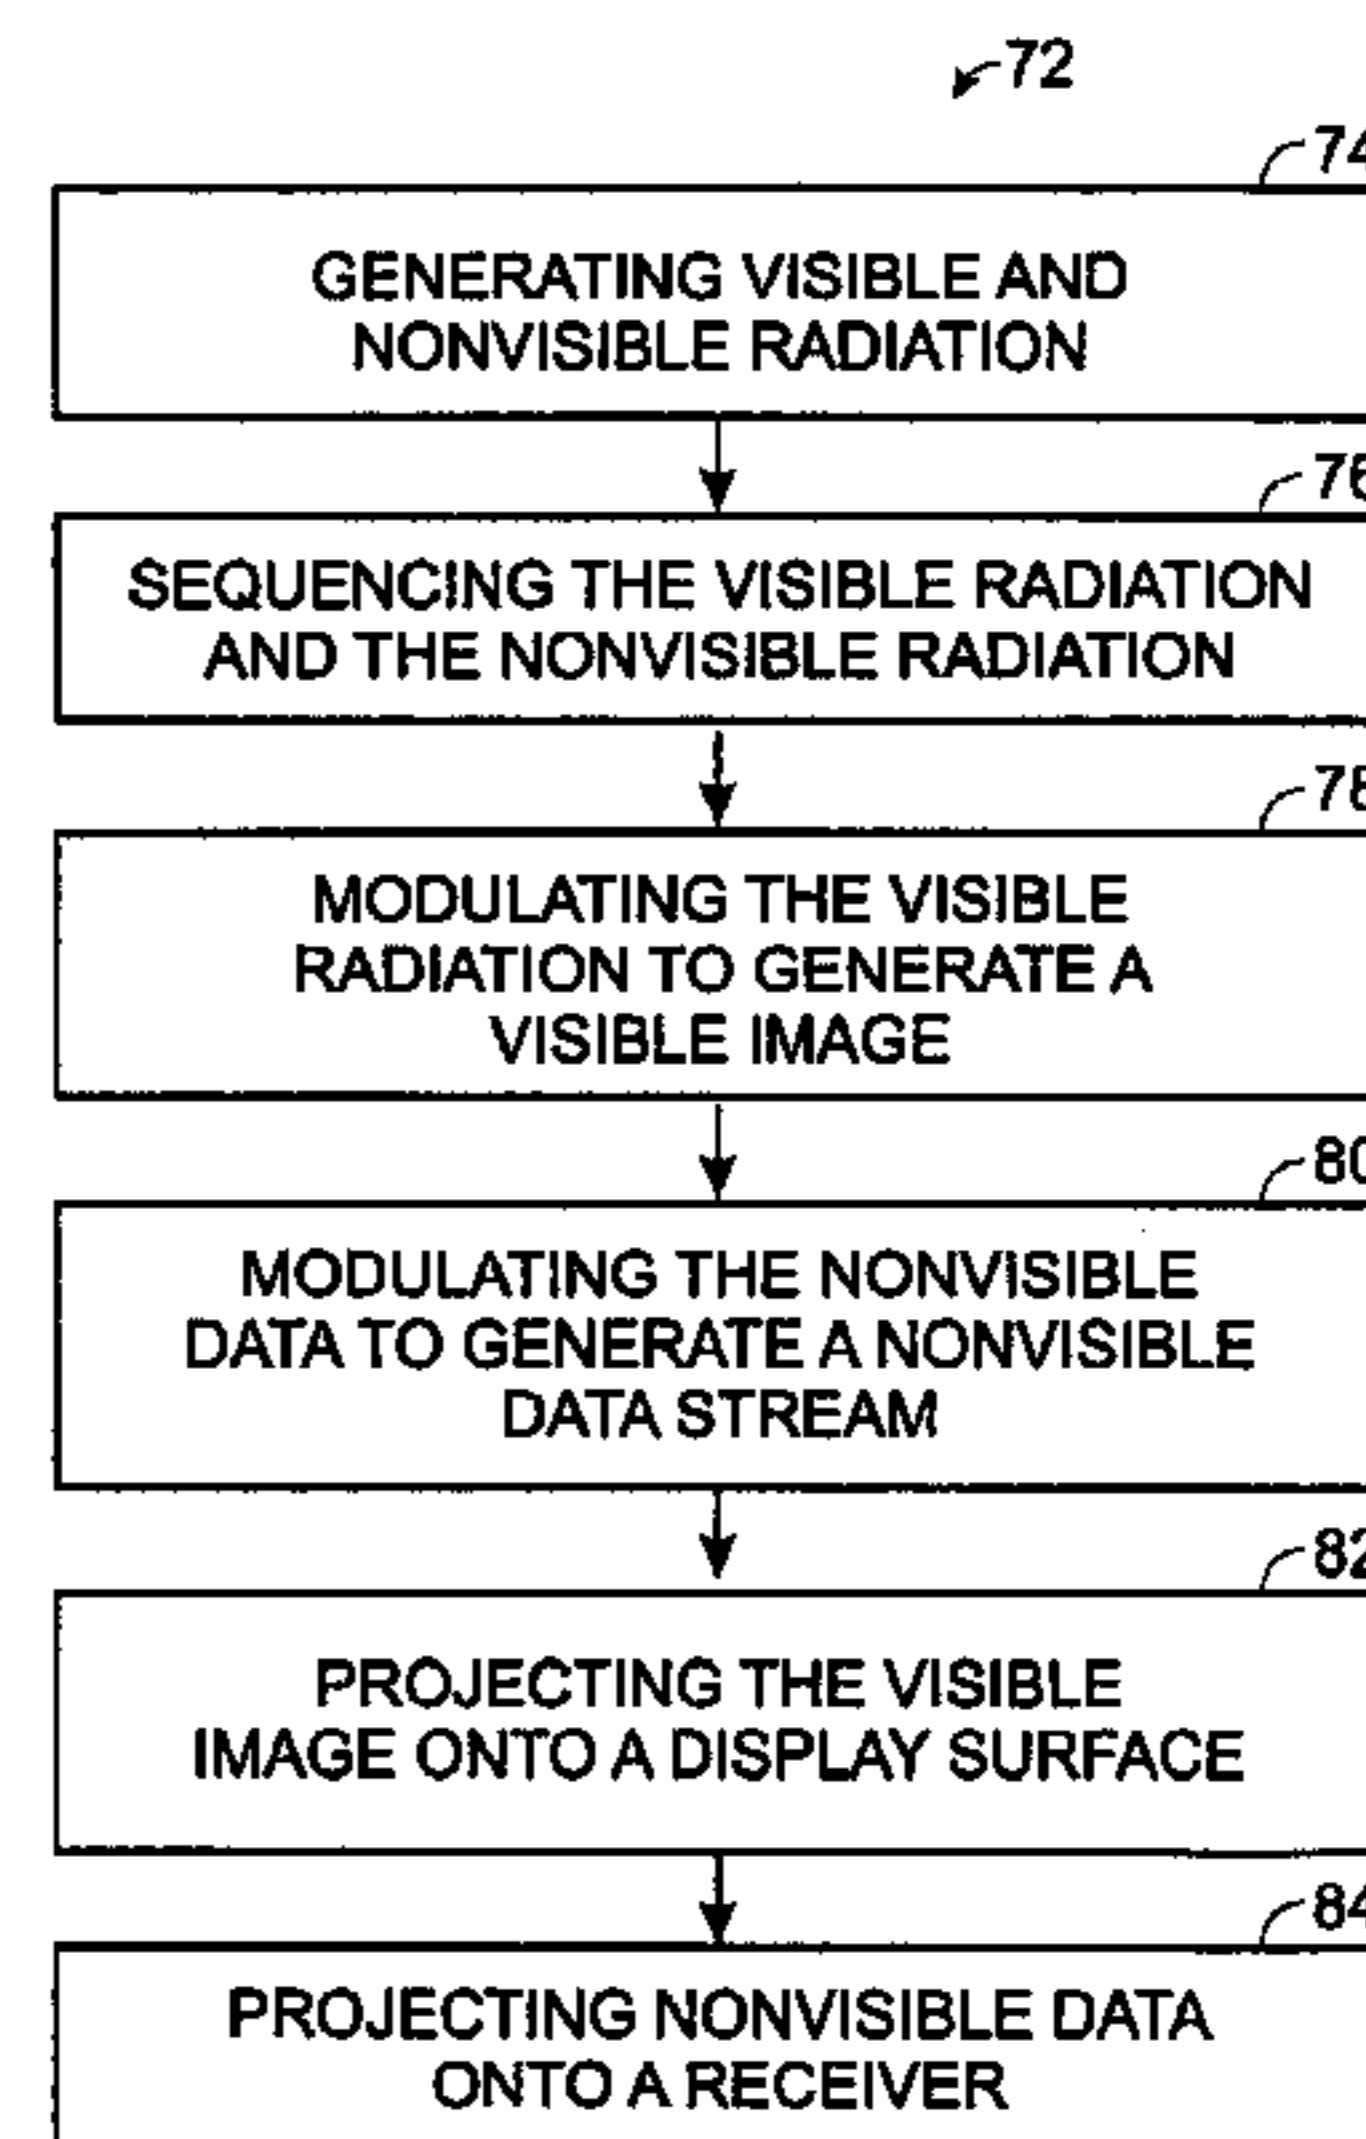 72
74
GENERATING VISIBLE AND
NONVISIBLE RADIATION
76
SEQUENCING THE VISIBLE RADIATION
AND THE NONVISIBLE RADIATION
78
MODULATING THE VISIBLE
RADIATION TO GENERATE A
VISIBLE IMAGE
80
MODULATING THE NONVISIBLE
DATA TO GENERATE A NONVISIBLE
DATA STREAM
82
PROJECTING THE VISIBLE
IMAGE ONTO A DISPLAY SURFACE
84
PROJECTING NONVISIBLE DATA
ONTO A RECEIVER